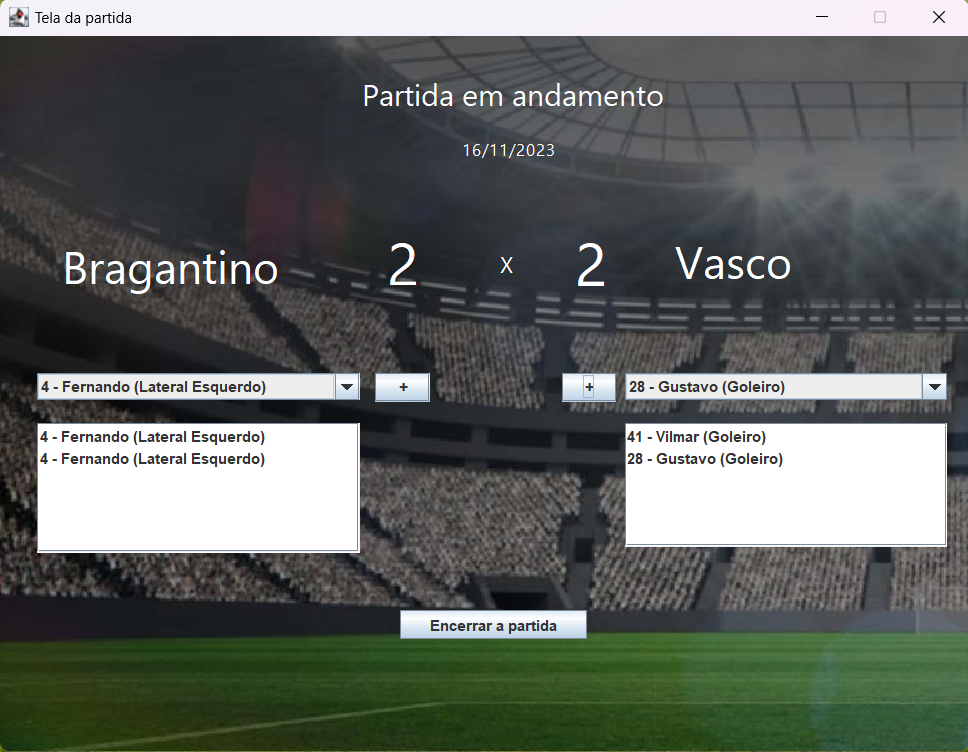 Tela da partida
Partida em andamento
16/11/2023
Bragantino 2 X 2 Vasco
4 - Fernando (Lateral Esquerdo) + + 28 - Gustavo (Goleiro)
4 - Fernando (Lateral Esquerdo)
4 - Fernando (Lateral Esquerdo)
41 - Vilmar (Goleiro)
28 - Gustavo (Goleiro)
Encerrar a partida